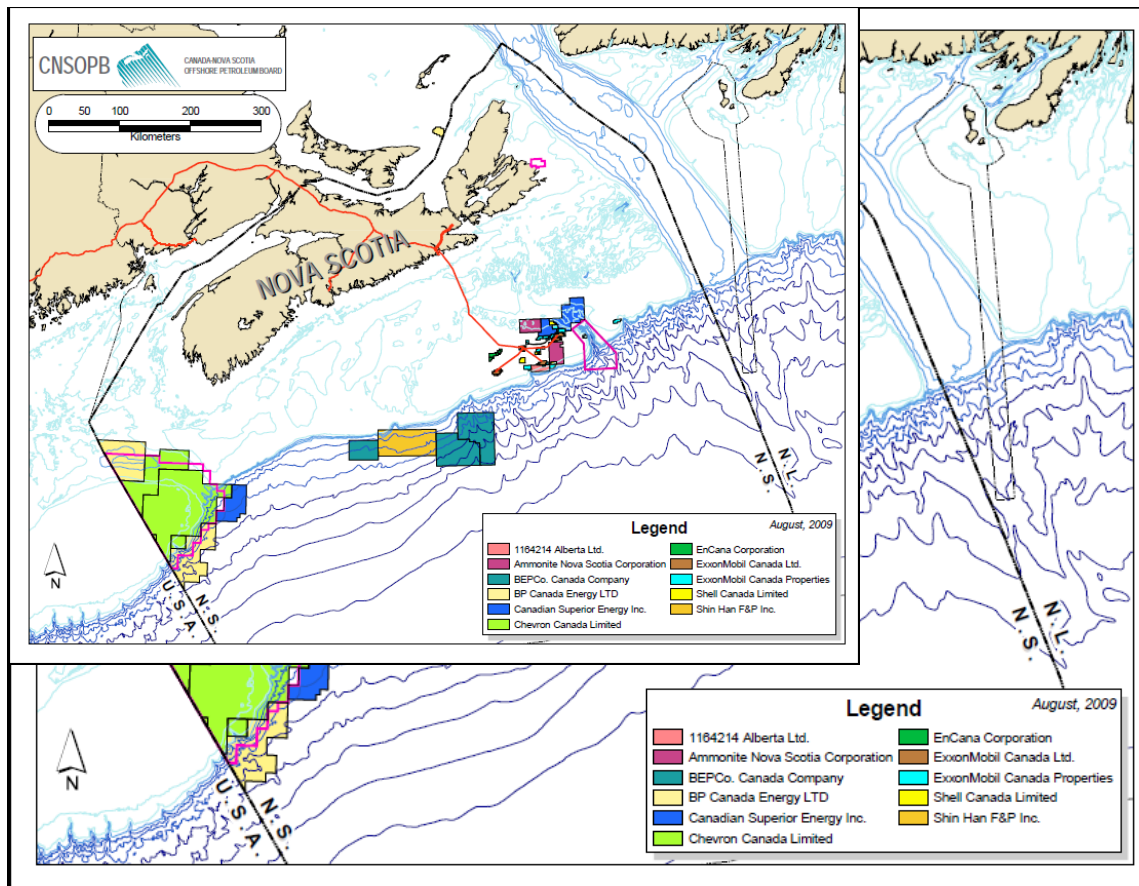 CNSOPB
CANADA-NOVA SCOTIA
OFFSHORE PETROLEUM BOARD
0 50 100 200 300
Kilometers
NOVA SCOTIA
N.L.
N.S.
N.L.
N.S.
Legend
August, 2009
1164214 Alberta Ltd.
Ammonite Nova Scotia Corporation
BEPCo. Canada Company
BP Canada Energy LTD
Canadian Superior Energy Inc.
Chevron Canada Limited
EnCana Corporation
ExxonMobil Canada Ltd.
ExxonMobil Canada Properties
Shell Canada Limited
Shin Han F&P Inc.
N
N.S.
U.S.A.
Legend
August, 2009
1164214 Alberta Ltd.
Ammonite Nova Scotia Corporation
BEPCo. Canada Company
BP Canada Energy LTD
Canadian Superior Energy Inc.
Chevron Canada Limited
EnCana Corporation
ExxonMobil Canada Ltd.
ExxonMobil Canada Properties
Shell Canada Limited
Shin Han F&P Inc.
N
N.S.
U.S.A.